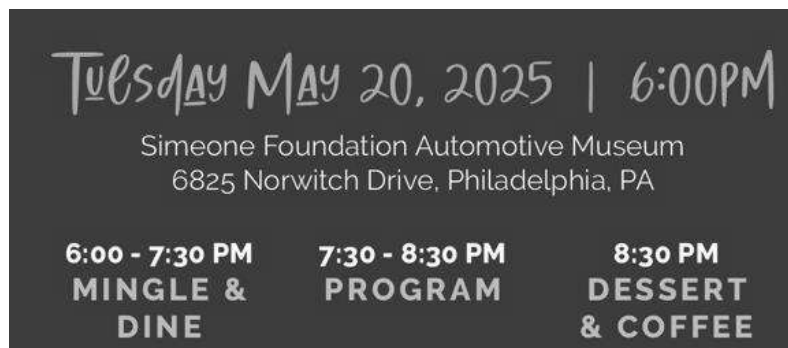 Tuesday May 20, 2025 | 6:00PM
Simeone Foundation Automotive Museum
6825 Norwitch Drive, Philadelphia, PA
6:00 - 7:30 PM
MINGLE &
DINE
7:30 - 8:30 PM
PROGRAM
8:30 PM
DESSERT
& COFFEE